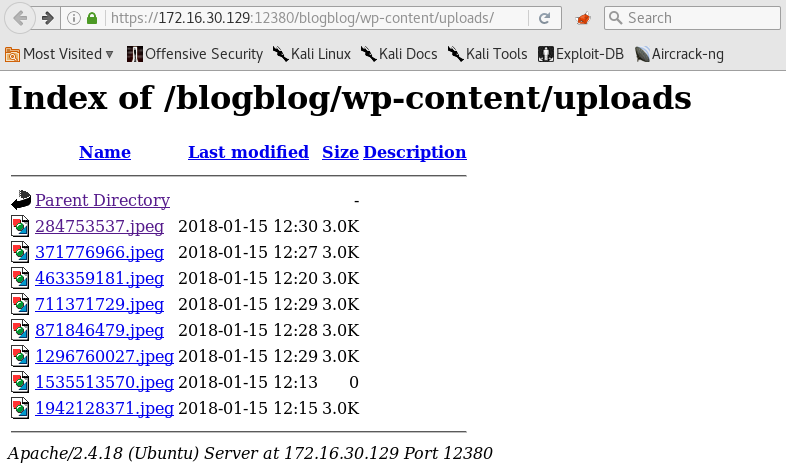 https://172.16.30.129:12380/blogblog/wp-content/uploads/ Search
Most Visited Offensive Security Kali Linux Kali Docs Kali Tools Exploit-DB Aircrack-ng
Index of /blogblog/wp-content/uploads
Name Last modified Size Description
Parent Directory -
284753537.jpeg 2018-01-15 12:30 3.0K
371776966.jpeg 2018-01-15 12:27 3.0K
463359181.jpeg 2018-01-15 12:20 3.0K
711371729.jpeg 2018-01-15 12:29 3.0K
871846479.jpeg 2018-01-15 12:28 3.0K
1296760027.jpeg 2018-01-15 12:29 3.0K
1535513570.jpeg 2018-01-15 12:13 0
1942128371.jpeg 2018-01-15 12:15 3.0K
Apache/2.4.18 (Ubuntu) Server at 172.16.30.129 Port 12380